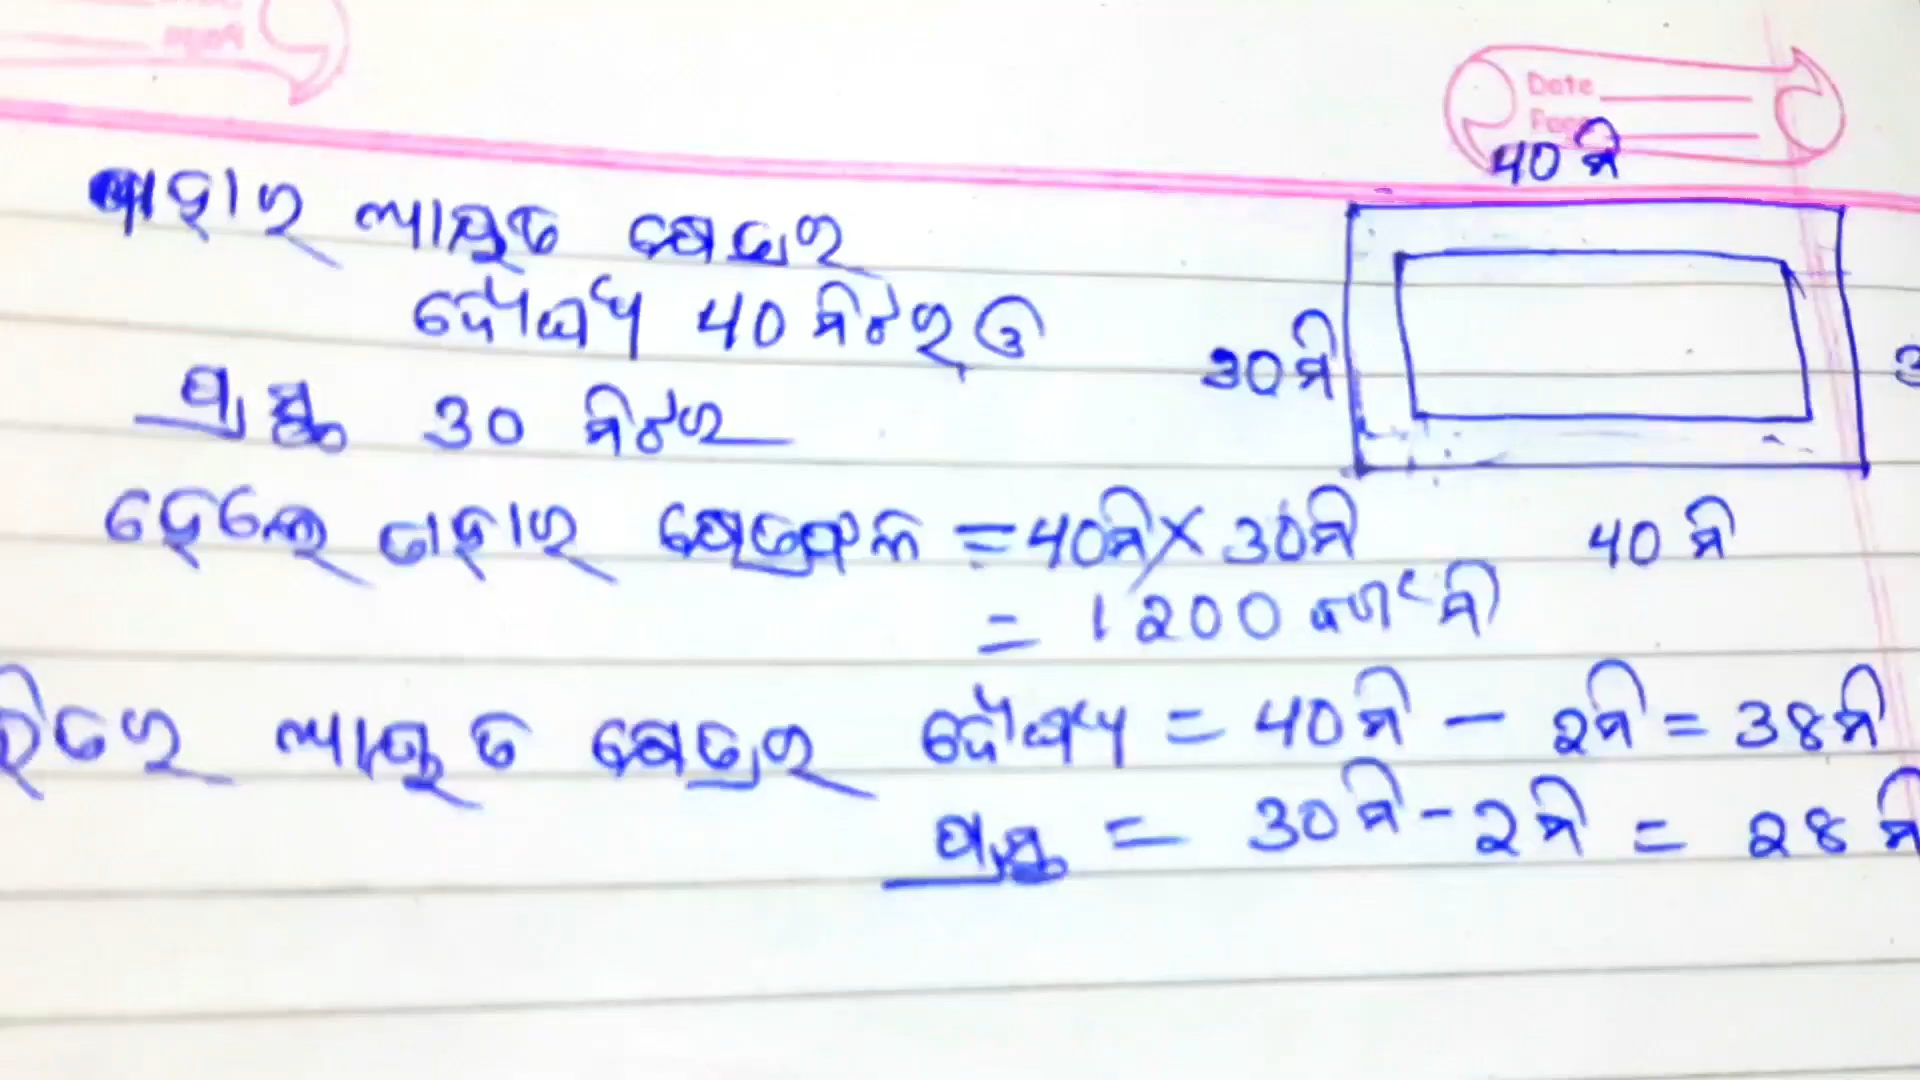 Date
Page
40 ମି
ବାହାର ଆୟତ କ୍ଷେତ୍ରର
ଦୈର୍ଘ୍ୟ 40 ମିଟର ଓ
ପ୍ରସ୍ଥ 30 ମିଟର
30 ମି
ହେଲେ ତାହାର କ୍ଷେତ୍ରଫଳ = 40ମି × 30ମି
40 ମି
= 1200 ବର୍ଗ ମି
ଭିତର ଆୟତ କ୍ଷେତ୍ରର ଦୈର୍ଘ୍ୟ = 40ମି - 2ମି = 38ମି
ପ୍ରସ୍ଥ = 30ମି - 2ମି = 28 ମି